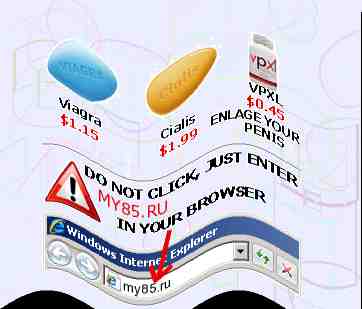 VIAGRA
Cialis
vpxl
Viagra
$1.15
Cialis
$1.99
VPXL
$0.45
ENLAGE YOUR
PENTS
DO NOT CLICK, JUST ENTER
MY85.RU
IN YOUR BROWSER
Windows Internet Explorer
my85.ru